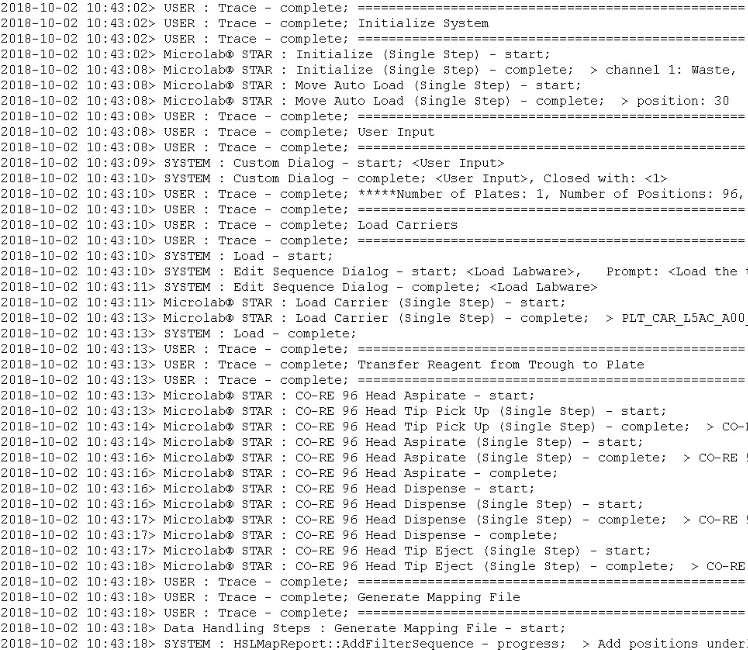 2018-10-02 10:43:02> USER : Trace - complete; ==================================================
2018-10-02 10:43:02> USER : Trace - complete; Initialize System
2018-10-02 10:43:02> USER : Trace - complete; ==================================================
2018-10-02 10:43:02> Microlab® STAR : Initialize (Single Step) - start;
2018-10-02 10:43:08> Microlab® STAR : Initialize (Single Step) - complete;  > channel 1: Waste,
2018-10-02 10:43:08> Microlab® STAR : Move Auto Load (Single Step) - start;
2018-10-02 10:43:08> Microlab® STAR : Move Auto Load (Single Step) - complete;  > position: 30
2018-10-02 10:43:08> USER : Trace - complete; ==================================================
2018-10-02 10:43:08> USER : Trace - complete; User Input
2018-10-02 10:43:08> USER : Trace - complete; ==================================================
2018-10-02 10:43:09> SYSTEM : Custom Dialog - start; <User Input>
2018-10-02 10:43:10> SYSTEM : Custom Dialog - complete; <User Input>, Closed with: <1>
2018-10-02 10:43:10> USER : Trace - complete; *****Number of Plates: 1, Number of Positions: 96,
2018-10-02 10:43:10> USER : Trace - complete; ==================================================
2018-10-02 10:43:10> USER : Trace - complete; Load Carriers
2018-10-02 10:43:10> USER : Trace - complete; ==================================================
2018-10-02 10:43:10> SYSTEM : Load - start;
2018-10-02 10:43:10> SYSTEM : Edit Sequence Dialog - start; <Load Labware>,   Prompt: <Load the
2018-10-02 10:43:11> SYSTEM : Edit Sequence Dialog - complete; <Load Labware>
2018-10-02 10:43:11> Microlab® STAR : Load Carrier (Single Step) - start;
2018-10-02 10:43:13> Microlab® STAR : Load Carrier (Single Step) - complete;  > PLT_CAR_L5AC_A00_
2018-10-02 10:43:13> SYSTEM : Load - complete;
2018-10-02 10:43:13> USER : Trace - complete; ==================================================
2018-10-02 10:43:13> USER : Trace - complete; Transfer Reagent from Trough to Plate
2018-10-02 10:43:13> USER : Trace - complete; ==================================================
2018-10-02 10:43:13> Microlab® STAR : CO-RE 96 Head Aspirate - start;
2018-10-02 10:43:13> Microlab® STAR : CO-RE 96 Head Tip Pick Up (Single Step) - start;
2018-10-02 10:43:14> Microlab® STAR : CO-RE 96 Head Tip Pick Up (Single Step) - complete;  > CO-
2018-10-02 10:43:14> Microlab® STAR : CO-RE 96 Head Aspirate (Single Step) - start;
2018-10-02 10:43:16> Microlab® STAR : CO-RE 96 Head Aspirate (Single Step) - complete;  > CO-RE
2018-10-02 10:43:16> Microlab® STAR : CO-RE 96 Head Aspirate - complete;
2018-10-02 10:43:16> Microlab® STAR : CO-RE 96 Head Dispense - start;
2018-10-02 10:43:16> Microlab® STAR : CO-RE 96 Head Dispense (Single Step) - start;
2018-10-02 10:43:17> Microlab® STAR : CO-RE 96 Head Dispense (Single Step) - complete;  > CO-RE
2018-10-02 10:43:17> Microlab® STAR : CO-RE 96 Head Dispense - complete;
2018-10-02 10:43:17> Microlab® STAR : CO-RE 96 Head Tip Eject (Single Step) - start;
2018-10-02 10:43:18> Microlab® STAR : CO-RE 96 Head Tip Eject (Single Step) - complete;  > CO-RE
2018-10-02 10:43:18> USER : Trace - complete; ==================================================
2018-10-02 10:43:18> USER : Trace - complete; Generate Mapping File
2018-10-02 10:43:18> USER : Trace - complete; ==================================================
2018-10-02 10:43:18> Data Handling Steps : Generate Mapping File - start;
2018-10-02 10:43:18> SYSTEM : HSLMapReport::AddFilterSequence - progress;  > Add positions under